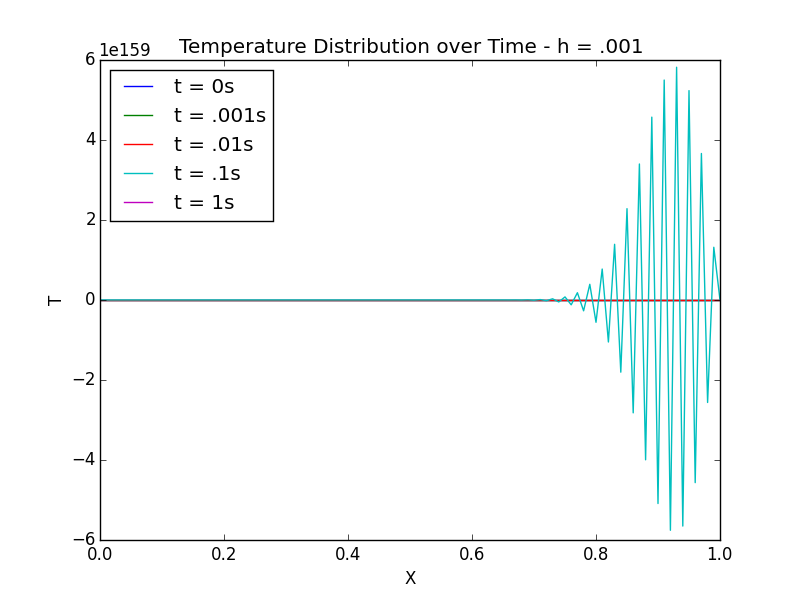 Temperature Distribution over Time - h = .001
1e159
t = 0s
t = .001s
t = .01s
t = .1s
t = 1s
6
4
2
0
−2
−4
−6
T
0.0 0.2 0.4 0.6 0.8 1.0
X